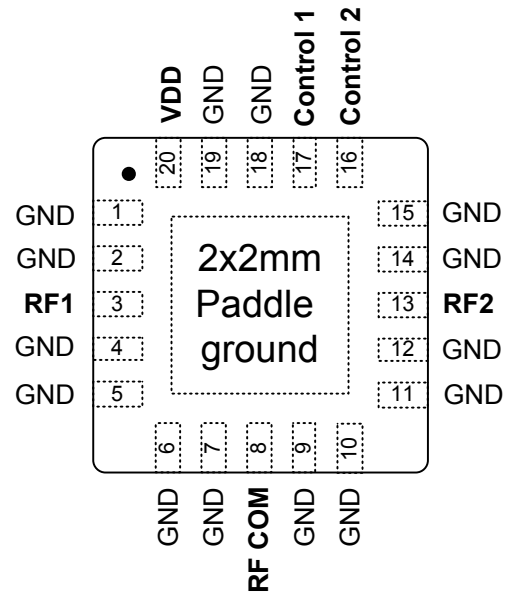 VDD GND GND Control 1 Control 2
20 19 18 17 16
GND 1 15 GND
GND 2 2x2mm 14 GND
RF1 3 Paddle 13 RF2
GND 4 ground 12 GND
GND 5 11 GND
6 7 8 9 10
GND GND RF COM GND GND